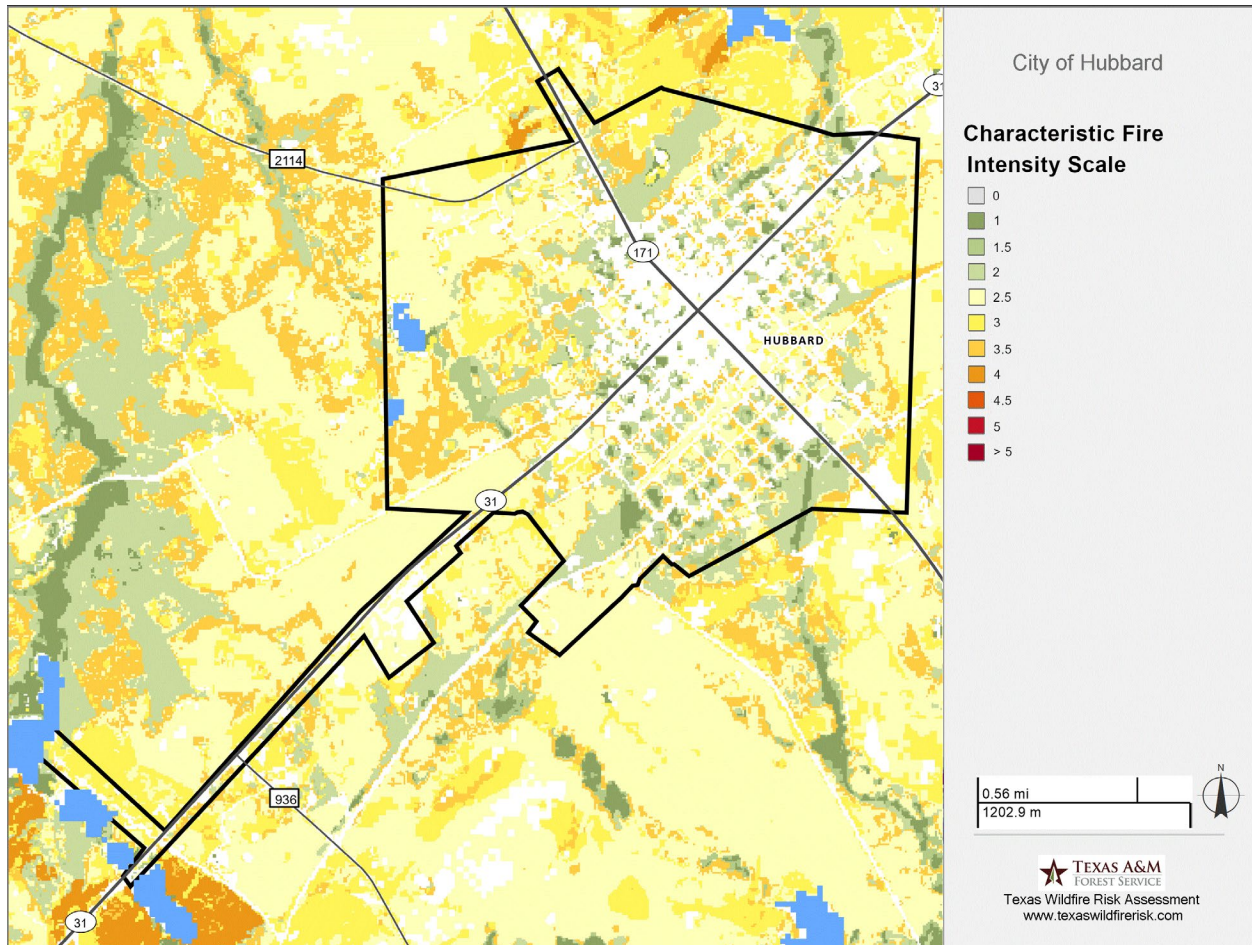 City of Hubbard
Characteristic Fire
Intensity Scale
0
1
1.5
2
2.5
3
3.5
4
4.5
5
> 5
31
2114
171
HUBBARD
31
936
31
N
0.56 mi
1202.9 m
TEXAS A&M
FOREST SERVICE
Texas Wildfire Risk Assessment
www.texaswildfirerisk.com